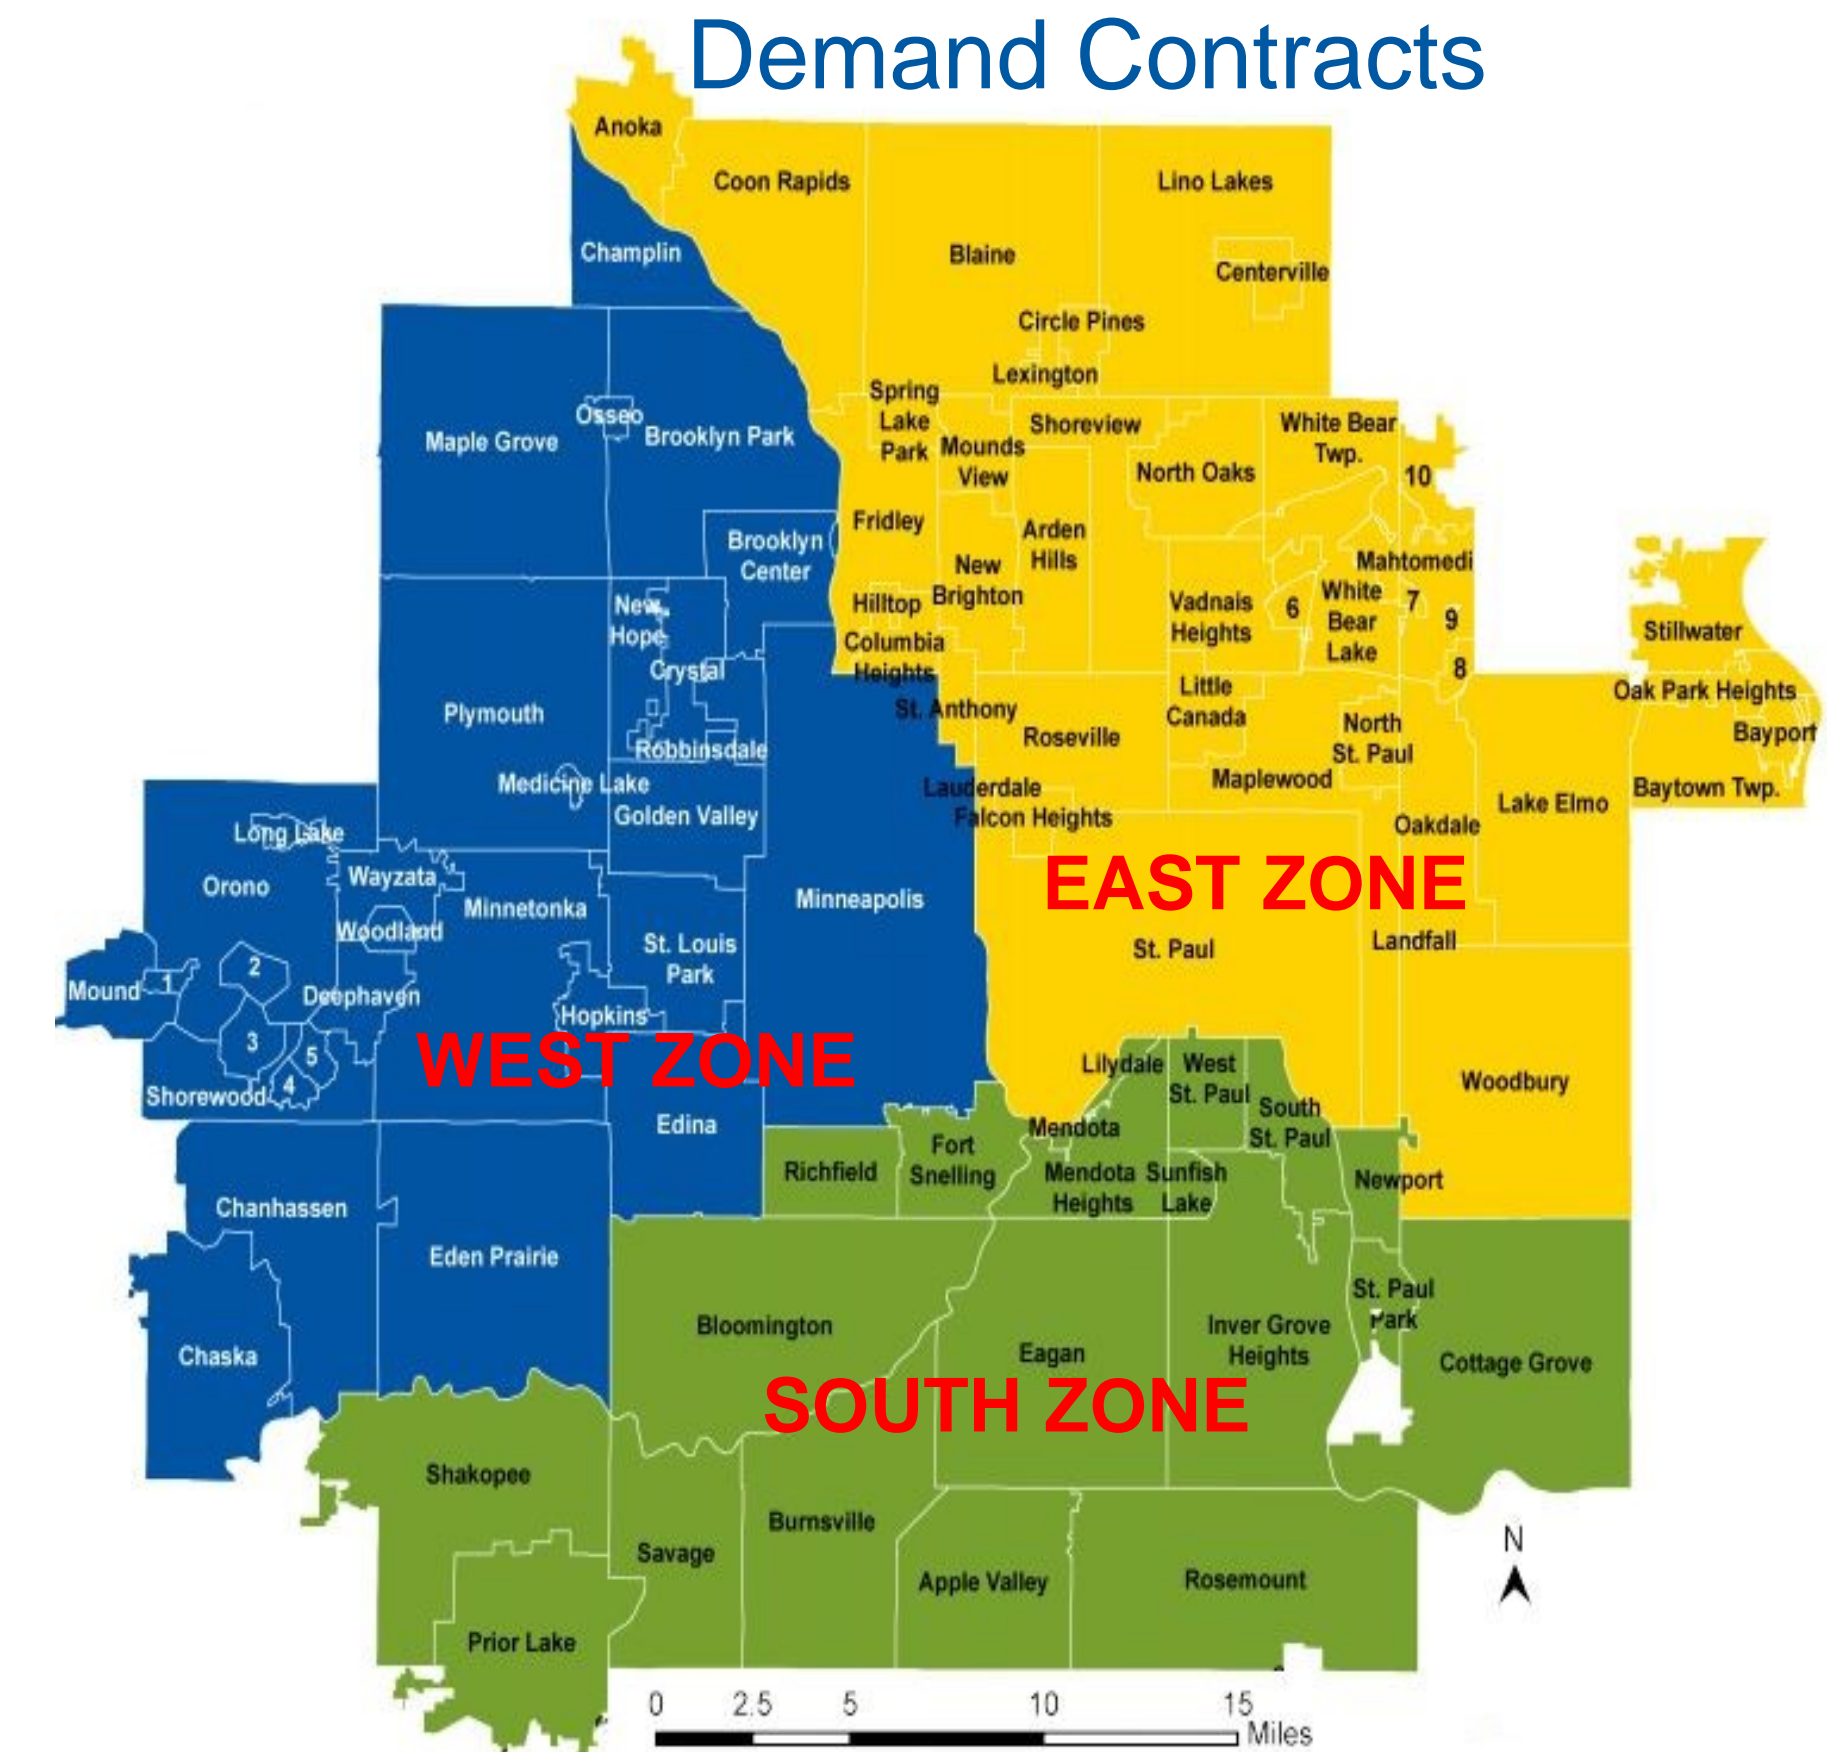 Demand Contracts
Anoka
Coon Rapids
Lino Lakes
Champlin
Blaine
Centerville
Circle Pines
Lexington
Spring
Lake
Park
Osseo
Maple Grove
Brooklyn Park
Mounds
View
Shoreview
White Bear
Twp.
North Oaks
10
Fridley
Arden
Hills
Brooklyn
Center
New
Brighton
Mahtomedi
New
Hope
Hilltop
Vadnais
Heights
6
White
Bear
Lake
7
9
8
Stillwater
Columbia
Heights
Crystal
Oak Park Heights
Little
Canada
Plymouth
St. Anthony
Roseville
North
St. Paul
Bayport
Robbinsdale
Medicine Lake
Maplewood
Lauderdale
Baytown Twp.
Golden Valley
Falcon Heights
Lake Elmo
Oakdale
Long Lake
Orono
Wayzata
EAST ZONE
Minneapolis
Minnetonka
Woodland
St. Louis
Park
St. Paul
Landfall
Mound
1
2
Deephaven
Hopkins
3
5
4
WEST ZONE
Shorewood
Lilydale
West
St. Paul
Woodbury
South
St. Paul
Edina
Mendota
Fort
Snelling
Richfield
Mendota
Heights
Sunfish
Lake
Newport
Chanhassen
Eden Prairie
St. Paul
Park
Bloomington
Inver Grove
Heights
Chaska
Eagan
Cottage Grove
SOUTH ZONE
Shakopee
Burnsville
Savage
Apple Valley
Rosemount
Prior Lake
N
0 2.5 5 10 15
Miles